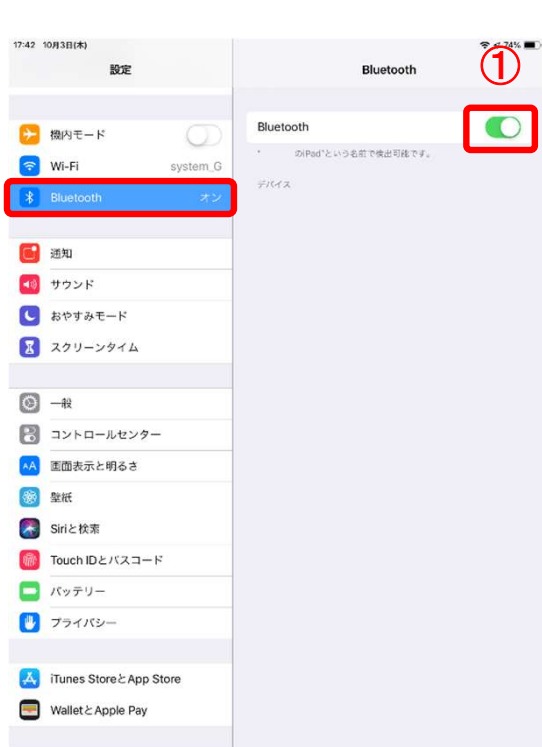 17:42 10月3日(木)
74%
①
設定
Bluetooth
機内モード
Wi-Fi
system_G
Bluetooth
オン
通知
サウンド
おやすみモード
スクリーンタイム
一般
コントロールセンター
画面表示と明るさ
壁紙
Siriと検索
Touch IDとパスコード
バッテリー
プライバシー
iTunes StoreとApp Store
WalletとApple Pay
Bluetooth
"のiPad"という名前で検出可能です。
デバイス